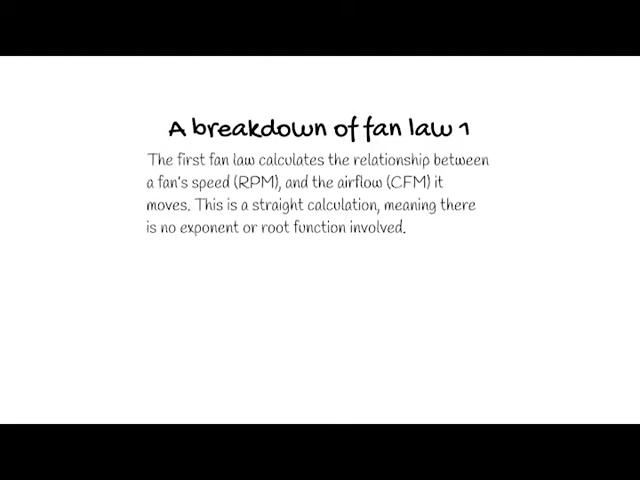 A breakdown of fan law 1
The first fan law calculates the relationship between
a fan's speed (RPM), and the airflow (CFM) it
moves. This is a straight calculation, meaning there
is no exponent or root function involved.